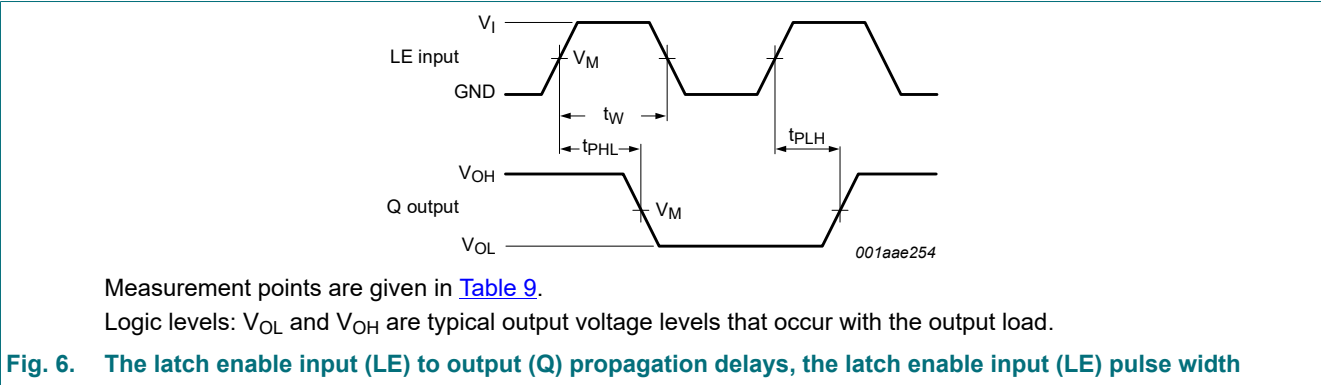 VI
LE input
VM
GND
tW
tPHL
tPLH
VOH
Q output
VM
VOL
001aae254
Measurement points are given in Table 9.
Logic levels: VOL and VOH are typical output voltage levels that occur with the output load.
Fig. 6. The latch enable input (LE) to output (Q) propagation delays, the latch enable input (LE) pulse width